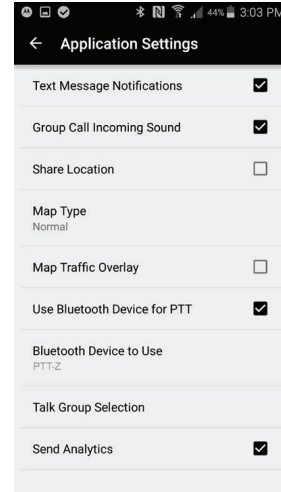 44% 3:03 PM
Application Settings
Text Message Notifications
Group Call Incoming Sound
Share Location
Map Type
Normal
Map Traffic Overlay
Use Bluetooth Device for PTT
Bluetooth Device to Use
PTT-Z
Talk Group Selection
Send Analytics